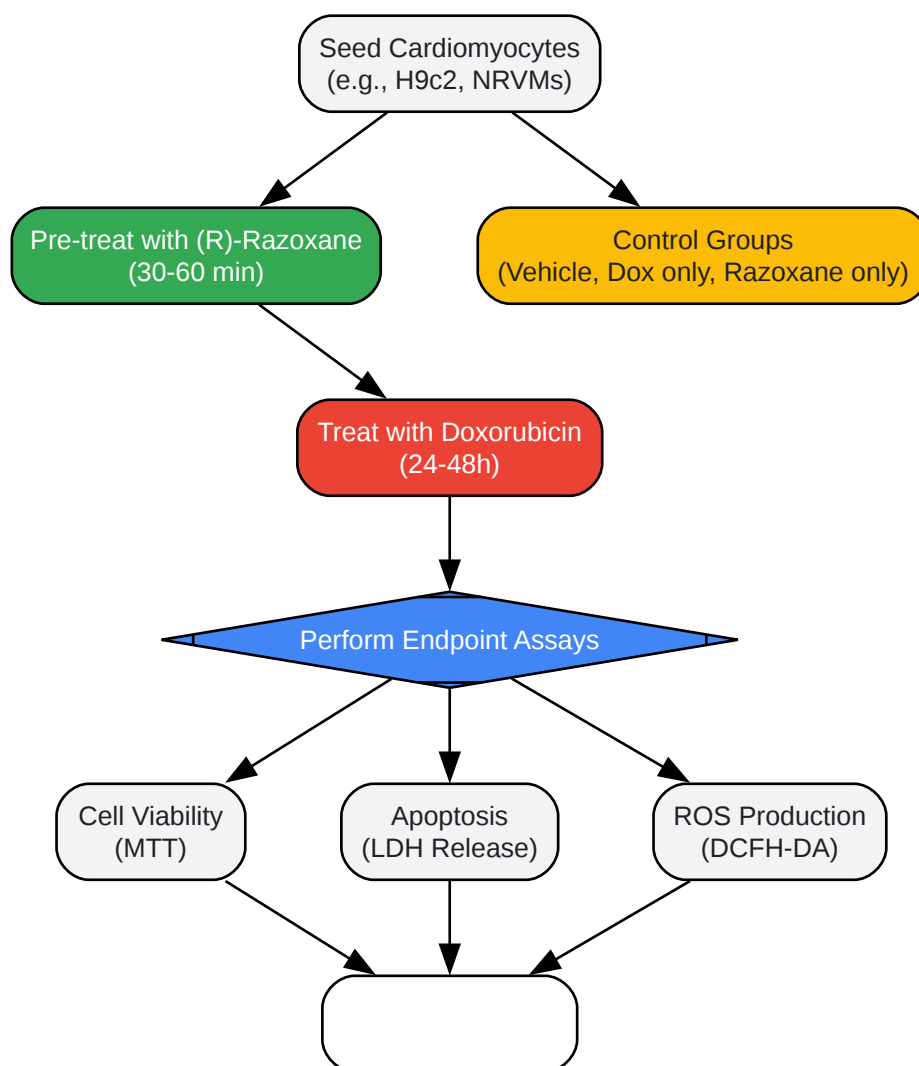 Seed Cardiomyocytes
(e.g., H9c2, NRVMs)
Pre-treat with (R)-Razoxane
(30-60 min)
Control Groups
(Vehicle, Dox only, Razoxane only)
Treat with Doxorubicin
(24-48h)
Perform Endpoint Assays
Cell Viability
(MTT)
Apoptosis
(LDH Release)
ROS Production
(DCFH-DA)